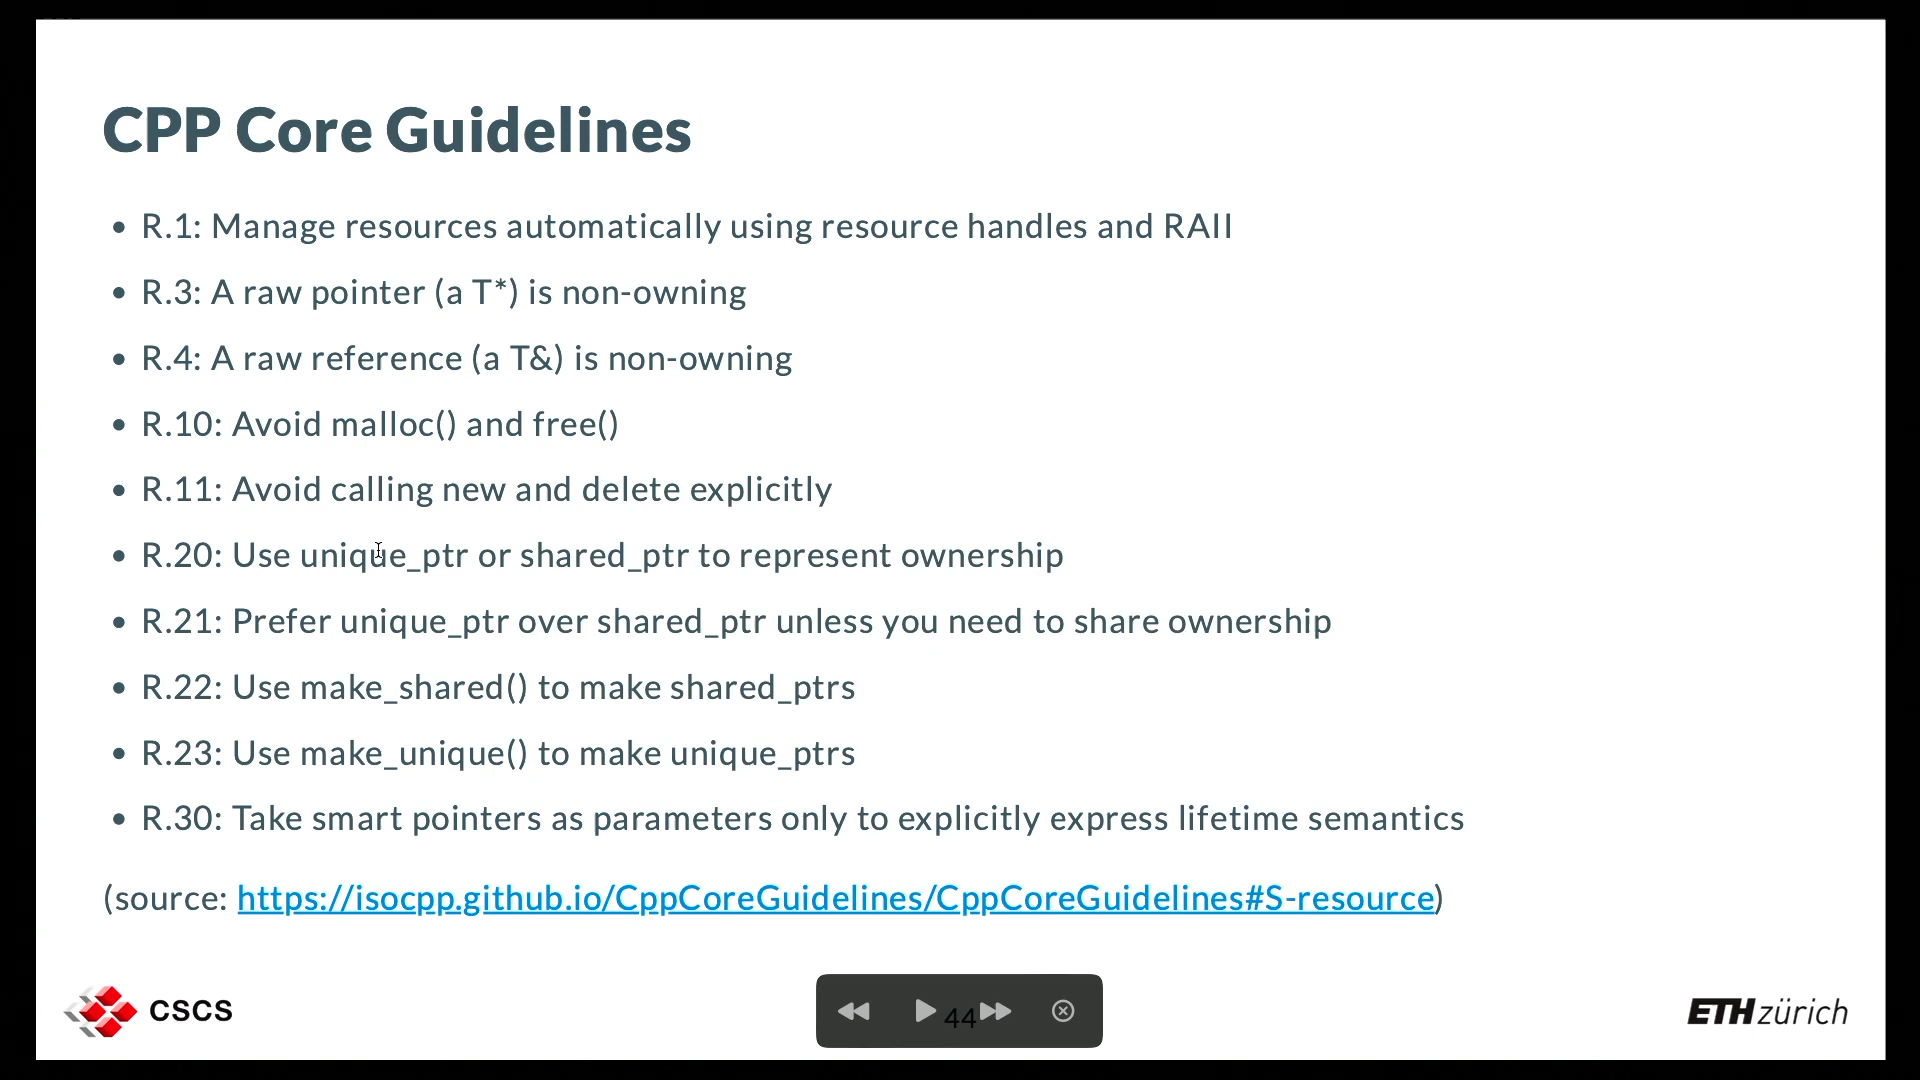 CPP Core Guidelines
• R.1: Manage resources automatically using resource handles and RAII
• R.3: A raw pointer (a T*) is non-owning
• R.4: A raw reference (a T&) is non-owning
• R.10: Avoid malloc() and free()
• R.11: Avoid calling new and delete explicitly
• R.20: Use unique_ptr or shared_ptr to represent ownership
• R.21: Prefer unique_ptr over shared_ptr unless you need to share ownership
• R.22: Use make_shared() to make shared_ptrs
• R.23: Use make_unique() to make unique_ptrs
• R.30: Take smart pointers as parameters only to explicitly express lifetime semantics
(source: https://isocpp.github.io/CppCoreGuidelines/CppCoreGuidelines#S-resource)
CSCS
44
ETH zürich